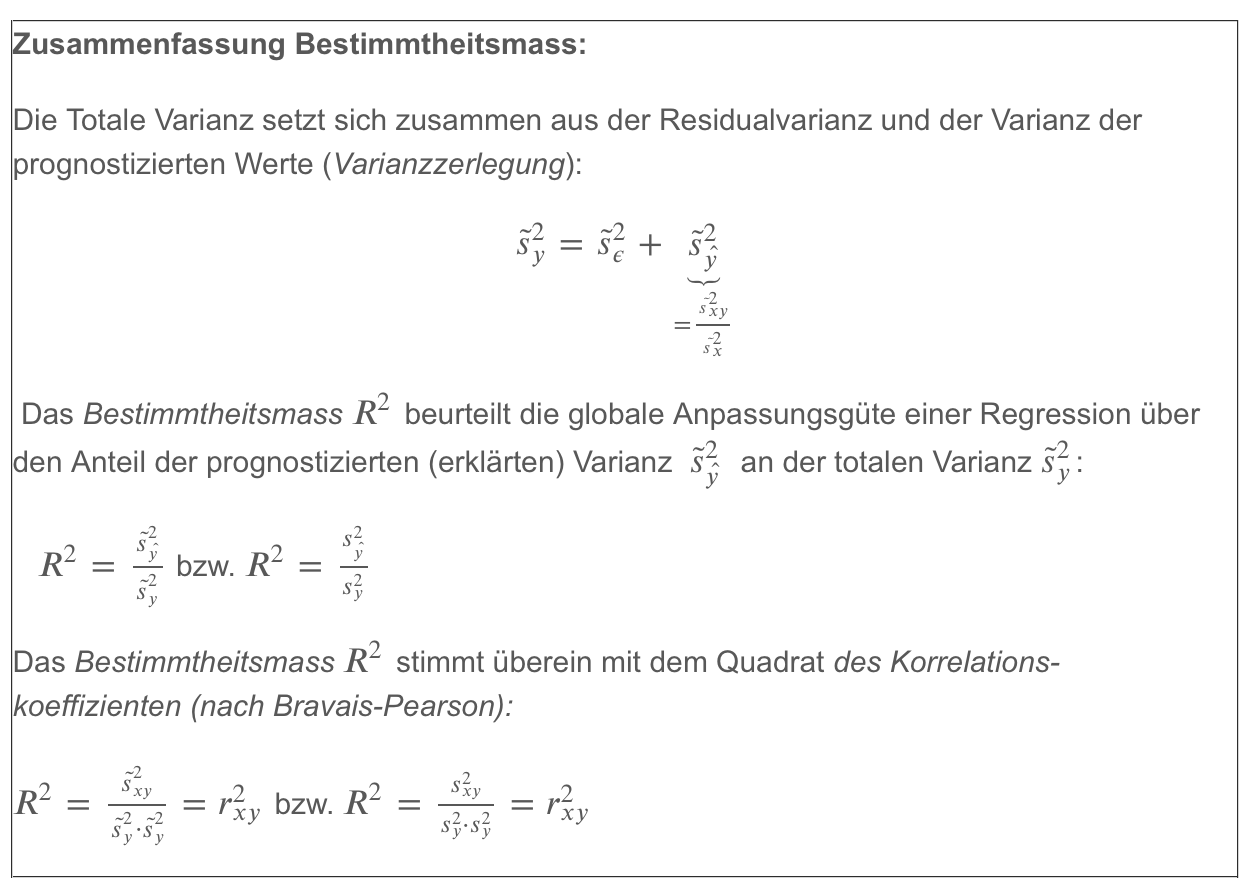 Zusammenfassung Bestimmtheitsmass:
Die Totale Varianz setzt sich zusammen aus der Residualvarianz und der Varianz der
prognostizierten Werte (Varianzzerlegung):
$\tilde{s}_y^2 = \tilde{s}_\epsilon^2 + \underbrace{\tilde{s}_{\hat{y}}^2}_{=\frac{\tilde{s}_{xy}^2}{\tilde{s}_x^2}}$
Das Bestimmtheitsmass $R^2$ beurteilt die globale Anpassungsgüte einer Regression über
den Anteil der prognostizierten (erklärten) Varianz $\tilde{s}_{\hat{y}}^2$ an der totalen Varianz $\tilde{s}_y^2$:
$R^2 = \frac{\tilde{s}_{\hat{y}}^2}{\tilde{s}_y^2}$ bzw. $R^2 = \frac{s_{\hat{y}}^2}{s_y^2}$
Das Bestimmtheitsmass $R^2$ stimmt überein mit dem Quadrat des Korrelations-
koeffizienten (nach Bravais-Pearson):
$R^2 = \frac{\tilde{s}_{xy}^2}{\tilde{s}_y^2 \cdot \tilde{s}_y^2} = r_{xy}^2$ bzw. $R^2 = \frac{s_{xy}^2}{s_y^2 \cdot s_y^2} = r_{xy}^2$